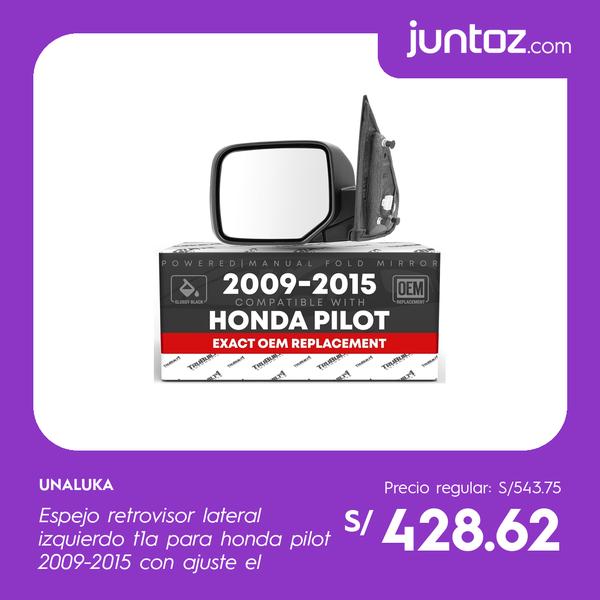 juntoz.com
POWERED|MANUAL FOLD MIRROR
2009-2015
GLOSSY BLACK
COMPATIBLE WITH
OEM
REPLACEMENT
HONDA PILOT
EXACT OEM REPLACEMENT
UNALUKA
Precio regular: S/543.75
Espejo retrovisor lateral
izquierdo t1a para honda pilot
2009-2015 con ajuste el
S/ 428.62